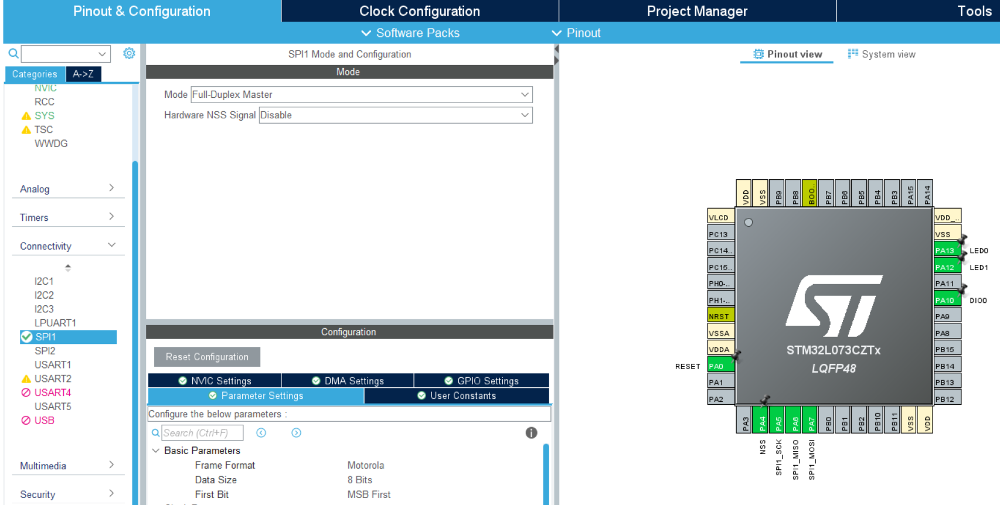 Pinout & Configuration
Clock Configuration
Project Manager
Tools
Software Packs
Pinout
Categories
A->Z
NVIC
RCC
SYS
TSC
WWDG
Analog
Timers
Connectivity
I2C1
I2C2
I2C3
LPUART1
SPI1
SPI2
USART1
USART2
USART4
USART5
USB
Multimedia
Security
SPI1 Mode and Configuration
Mode
Mode Full-Duplex Master
Hardware NSS Signal Disable
Configuration
Reset Configuration
NVIC Settings
DMA Settings
GPIO Settings
Parameter Settings
User Constants
Configure the below parameters :
Search (Ctrl+F)
Basic Parameters
Frame Format Motorola
Data Size 8 Bits
First Bit MSB First
Pinout view
System view
VDD
VSS
PB9
PB8
BOO..
PB7
PB6
PB5
PB4
PB3
PA15
PA14
VLCD
PC13
PC14..
PC15..
PH0-..
PH1-..
NRST
VSSA
VDDA
RESET PA0
PA1
PA2
STM32L073CZTx
LQFP48
VDD_..
VSS
PA13 LED0
PA12 LED1
PA11
PA10 DIO0
PA9
PA8
PB15
PB14
PB13
PB12
PA3
PA4
PA5
PA6
PA7
PB0
PB1
PB2
PB10
PB11
VSS
VDD
NSS
SPI1_SCK
SPI1_MISO
SPI1_MOSI